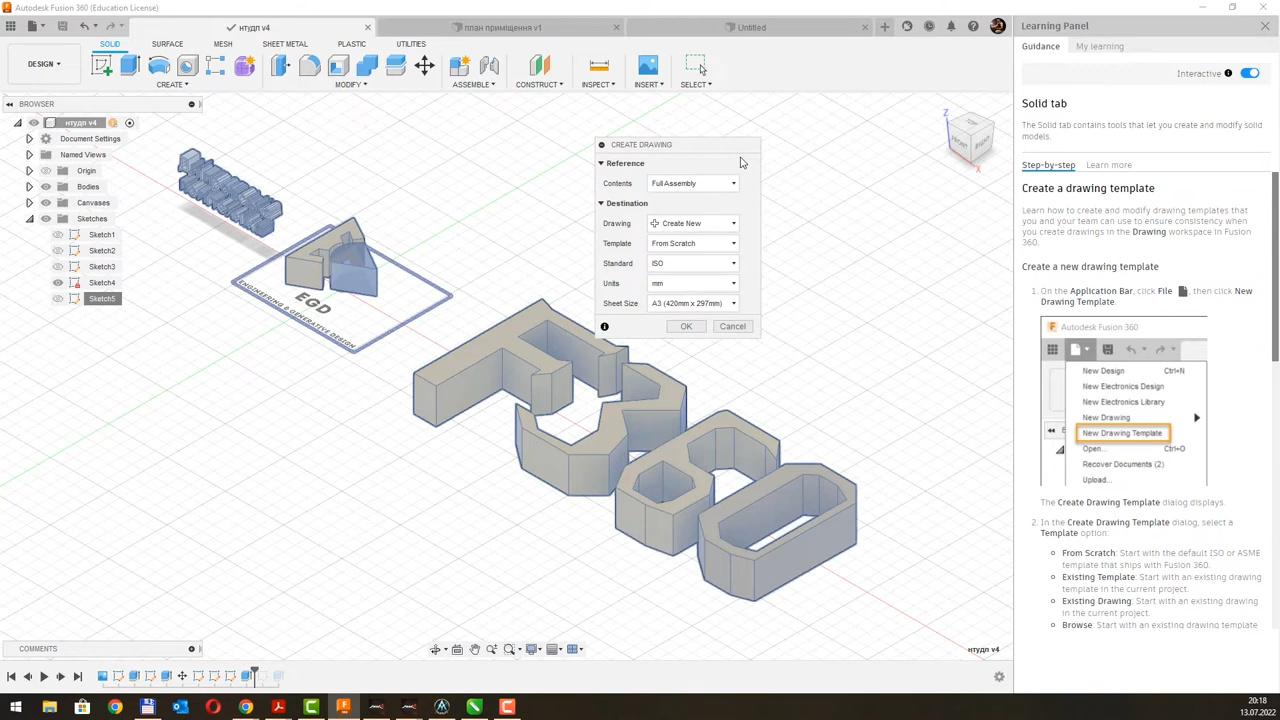 Autodesk Fusion 360 (Education License)
нтудп v4
план приміщення v1
Untitled
Learning Panel
Guidance
My learning
SOLID
SURFACE
MESH
SHEET METAL
PLASTIC
UTILITIES
DESIGN
CREATE
MODIFY
ASSEMBLE
CONSTRUCT
INSPECT
INSERT
SELECT
Interactive
BROWSER
нтудп v4
Document Settings
Named Views
Origin
Bodies
Canvases
Sketches
Sketch1
Sketch2
Sketch3
Sketch4
Sketch5
EGD
ENGINEERING & GENERATIVE DESIGN
F360
Z
TOP
FRONT
RIGHT
X
CREATE DRAWING
Reference
Contents
Full Assembly
Destination
Drawing
Create New
Template
From Scratch
Standard
ISO
Units
mm
Sheet Size
A3 (420mm x 297mm)
OK
Cancel
Solid tab
The Solid tab contains tools that let you create and modify solid
models.
Step-by-step
Learn more
Create a drawing template
Learn how to create and modify drawing templates that
you and your team can use to ensure consistency when
you create drawings in the Drawing workspace in Fusion
360.
Create a new drawing template
1. On the Application Bar, click File , then click New
Drawing Template.
Autodesk Fusion 360
New Design Ctrl+N
New Electronics Design
New Electronics Library
New Drawing
New Drawing Template
Open... Ctrl+O
Recover Documents (2)
Upload...
The Create Drawing Template dialog displays.
2. In the Create Drawing Template dialog, select a
Template option:
From Scratch: Start with the default ISO or ASME
template that ships with Fusion 360.
Existing Template: Start with an existing drawing
template in the current project.
Existing Drawing: Start with an existing drawing
in the current project.
Browse: Start with an existing drawing template
COMMENTS
нтудп v4
20:18
13.07.2022